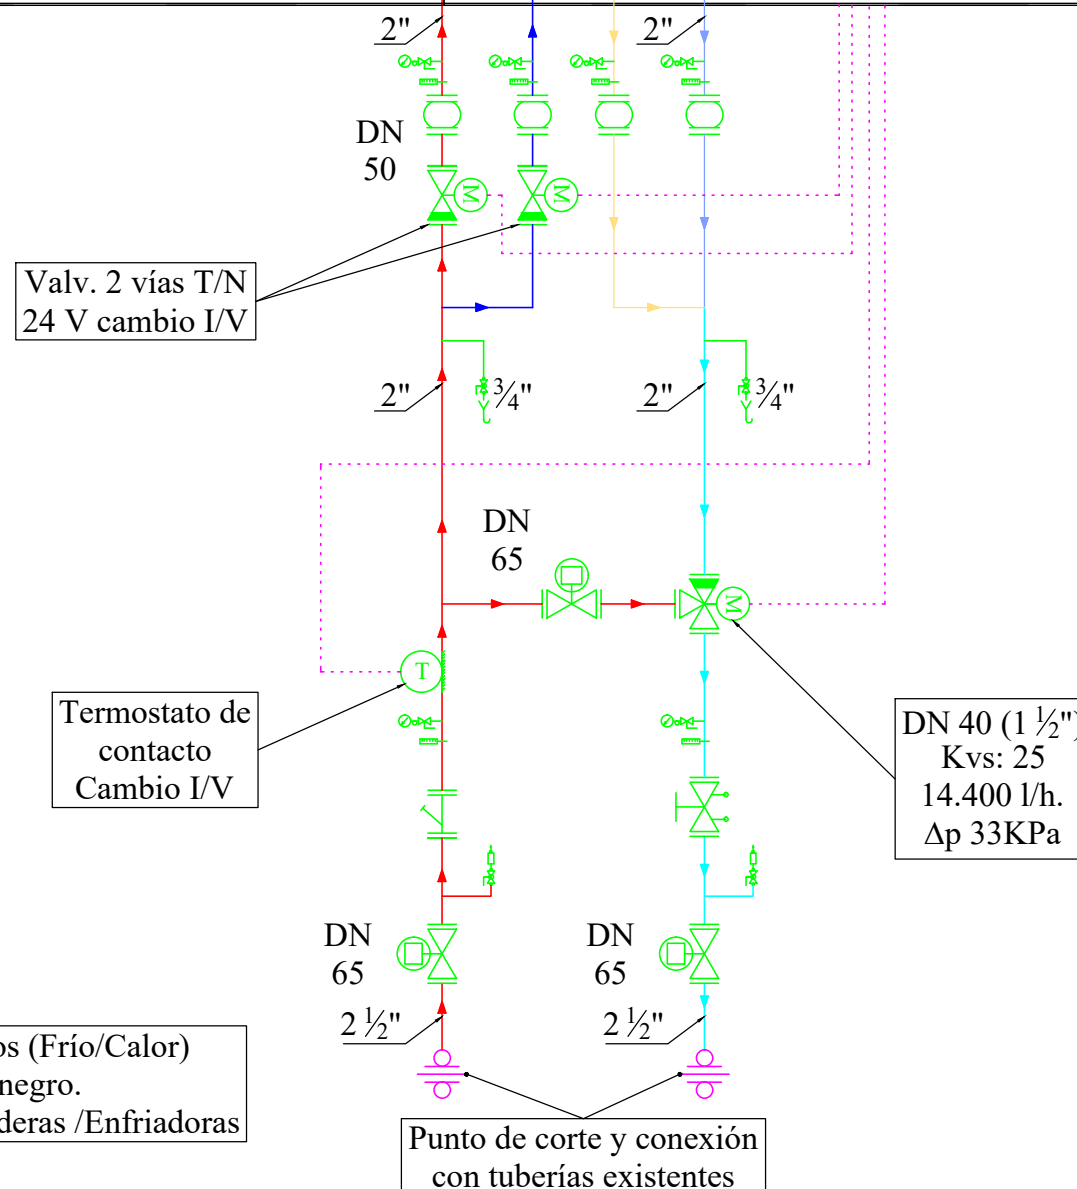 2"
2"
DN
50
M
M
Valv. 2 vías T/N
24 V cambio I/V
2"
3/4"
2"
3/4"
DN
65
M
T
Termostato de
contacto
Cambio I/V
DN 40 (1 ½")
Kvs: 25
14.400 l/h.
Δp 33KPa
DN
65
DN
65
2 ½"
2 ½"
os (Frío/Calor)
negro.
deras /Enfriadoras
Punto de corte y conexión
con tuberías existentes